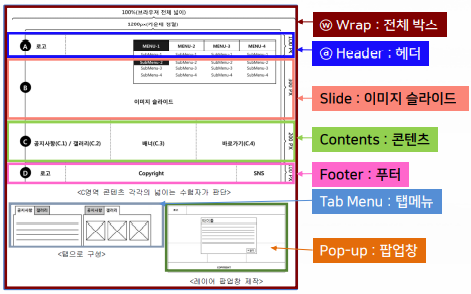 100%(브라우저 전체 넓이)
1200px(가운데 정렬)
A 로고 MENU-1 MENU-2 MENU-3 MENU-4
SubMenu-1 SubMenu-1 SubMenu-1
SubMenu-2 SubMenu-2 SubMenu-2 SubMenu-2
SubMenu-3 SubMenu-3 SubMenu-3 SubMenu-3
SubMenu-4 SubMenu-4 SubMenu-4 SubMenu-4
B
이미지 슬라이드
300 PX
C
공지사항(C.1) / 갤러리(C.2) 배너(C.3) 바로가기(C.4)
200 PX
D 로고 Copyright SNS
<C영역 콘텐츠 각각의 넓이는 수험자가 판단>
공지사항 갤러리 공지사항 갤러리
<탭으로 구성>
<레이어 팝업창 제작>
ⓦ Wrap : 전체 박스
ⓐ Header : 헤더
Slide : 이미지 슬라이드
Contents : 콘텐츠
Footer : 푸터
Tab Menu : 탭메뉴
Pop-up : 팝업창